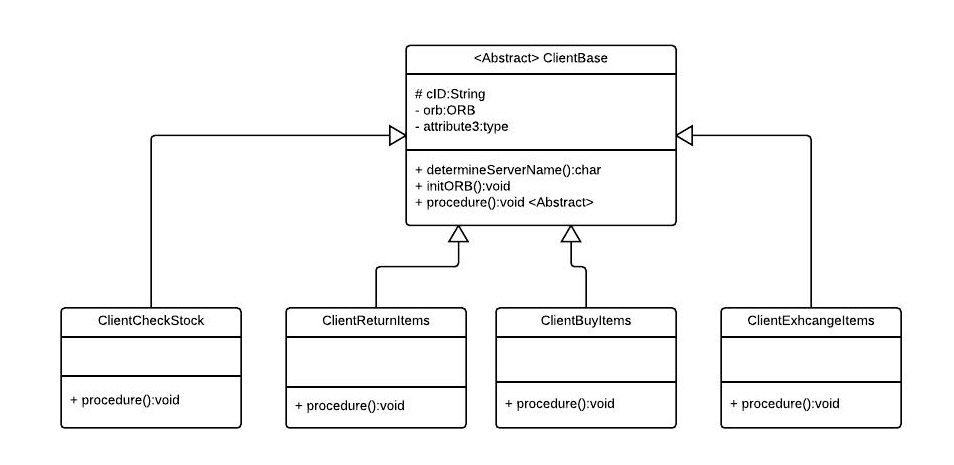 <Abstract> ClientBase
# cID:String
- orb:ORB
- attribute3:type
+ determineServerName():char
+ initORB():void
+ procedure():void <Abstract>
ClientCheckStock
+ procedure():void
ClientReturnItems
+ procedure():void
ClientBuyItems
+ procedure():void
ClientExhcangeItems
+ procedure():void